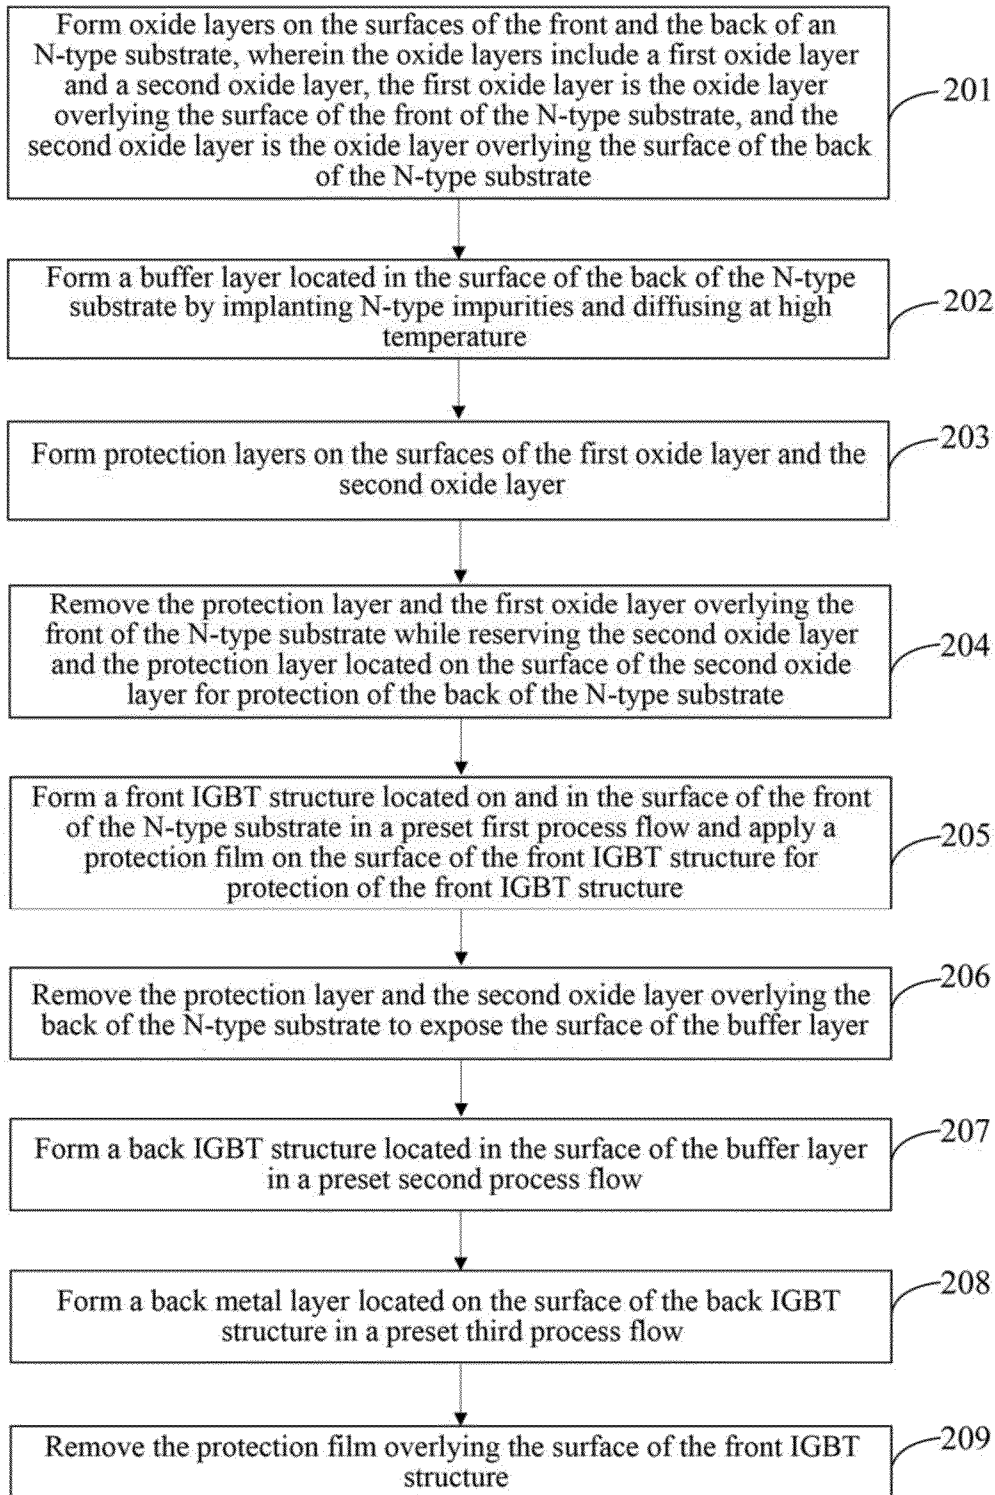 Form oxide layers on the surfaces of the front and the back of an
N-type substrate, wherein the oxide layers include a first oxide layer
and a second oxide layer, the first oxide layer is the oxide layer
overlying the surface of the front of the N-type substrate, and the
second oxide layer is the oxide layer overlying the surface of the back
of the N-type substrate
201
Form a buffer layer located in the surface of the back of the N-type
substrate by implanting N-type impurities and diffusing at high
temperature
202
Form protection layers on the surfaces of the first oxide layer and the
second oxide layer
203
Remove the protection layer and the first oxide layer overlying the
front of the N-type substrate while reserving the second oxide layer
and the protection layer located on the surface of the second oxide
layer for protection of the back of the N-type substrate
204
Form a front IGBT structure located on and in the surface of the front
of the N-type substrate in a preset first process flow and apply a
protection film on the surface of the front IGBT structure for
protection of the front IGBT structure
205
Remove the protection layer and the second oxide layer overlying the
back of the N-type substrate to expose the surface of the buffer layer
206
Form a back IGBT structure located in the surface of the buffer layer
in a preset second process flow
207
Form a back metal layer located on the surface of the back IGBT
structure in a preset third process flow
208
Remove the protection film overlying the surface of the front IGBT
structure
209